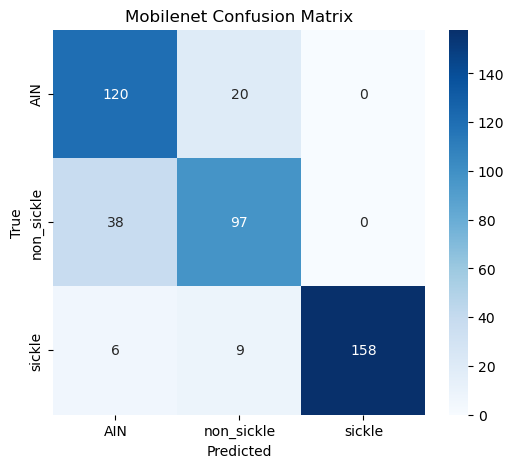 Mobilenet Confusion Matrix
True
AIN
120 20 0
non_sickle
38 97 0
sickle
6 9 158
AIN non_sickle sickle
Predicted
140
120
100
80
60
40
20
0